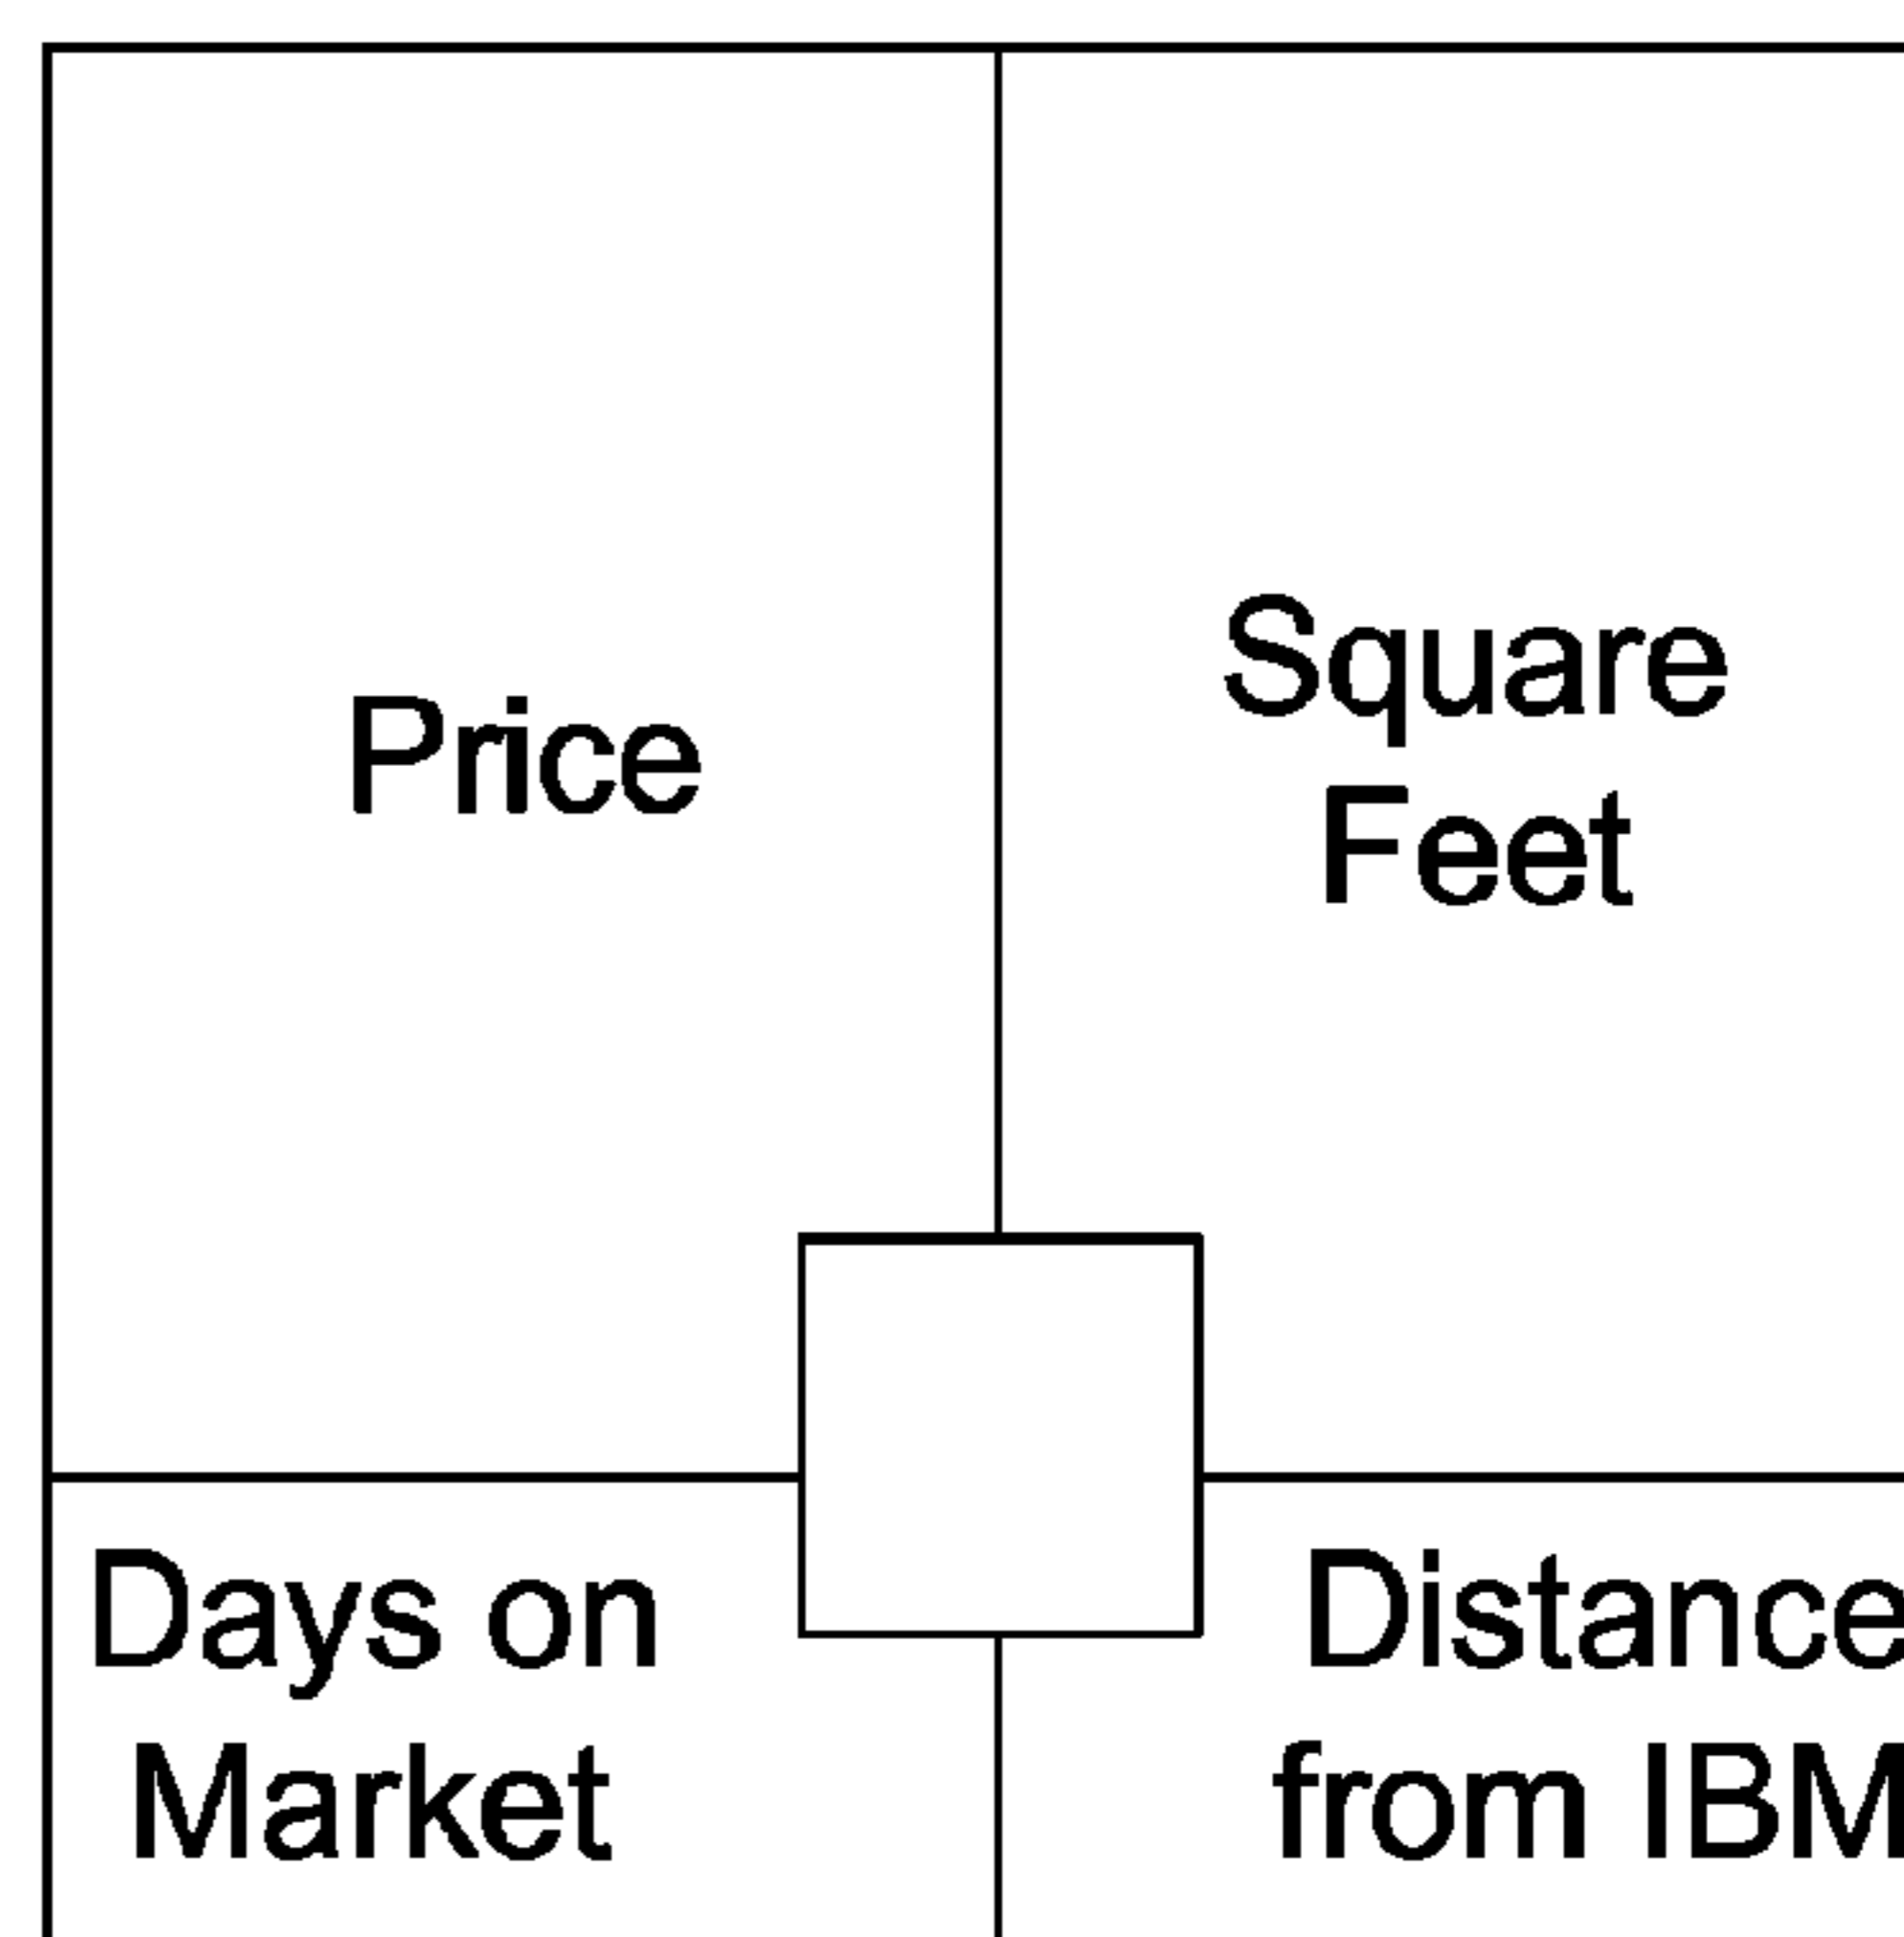 Price
Square
Feet
Days on
Market
Distance
from IBM